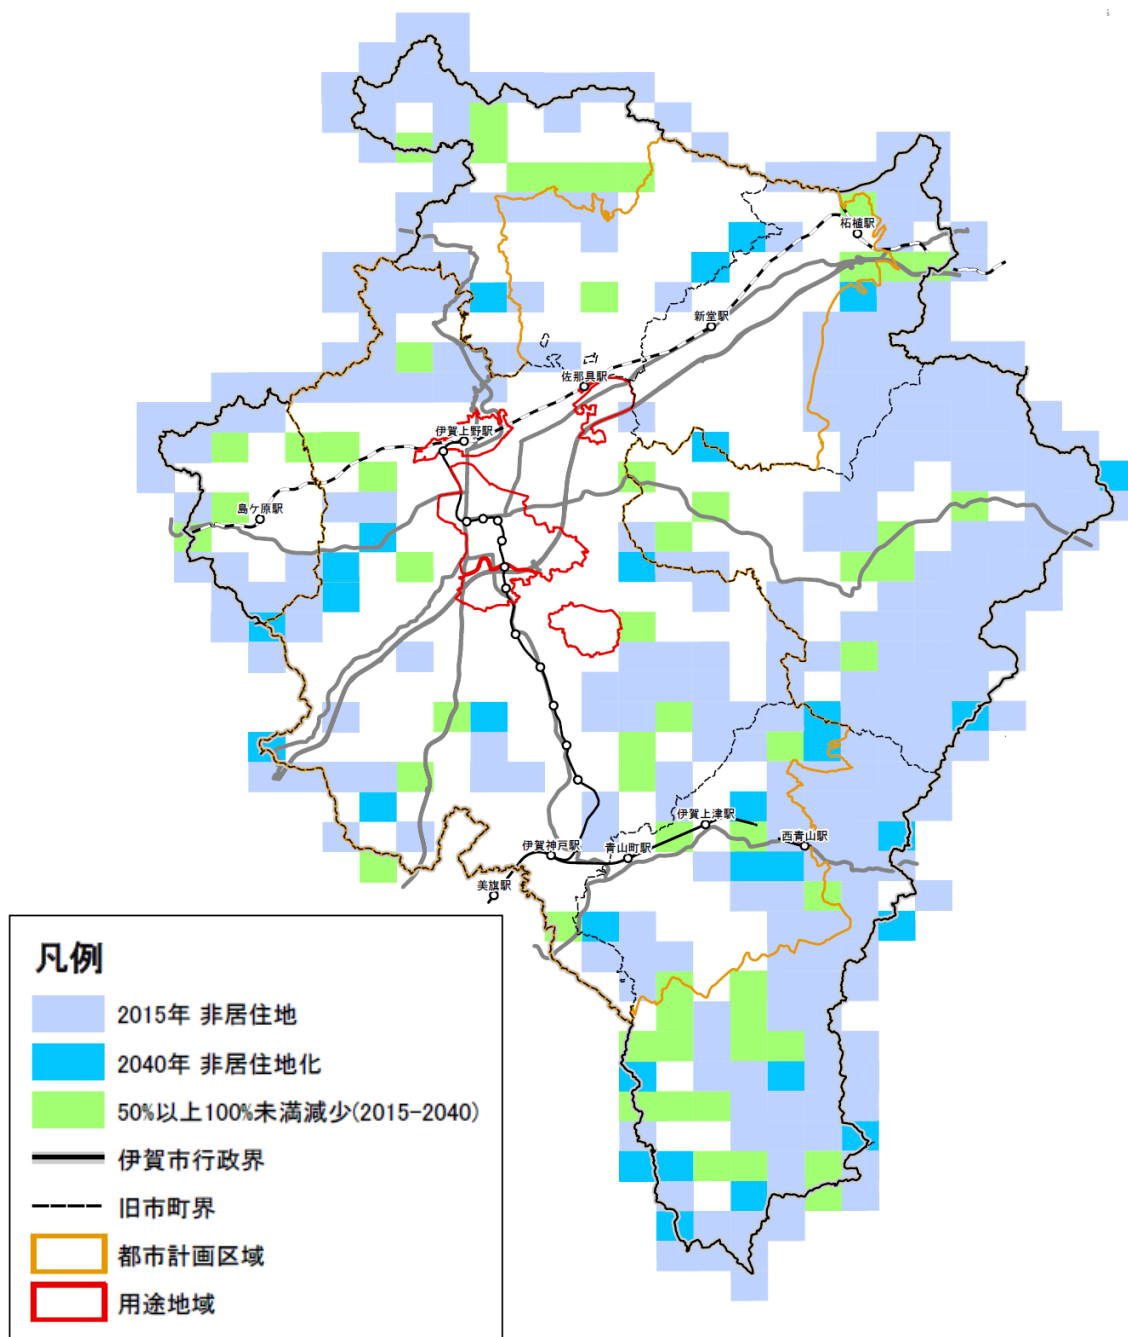 柘植駅
新堂駅
佐那具駅
伊賀上野駅
島ケ原駅
伊賀上津駅
西青山駅
伊賀神戸駅
青山町駅
美旗駅
凡例
2015年 非居住地
2040年 非居住地化
50%以上100%未満減少(2015-2040)
伊賀市行政界
旧市町界
都市計画区域
用途地域